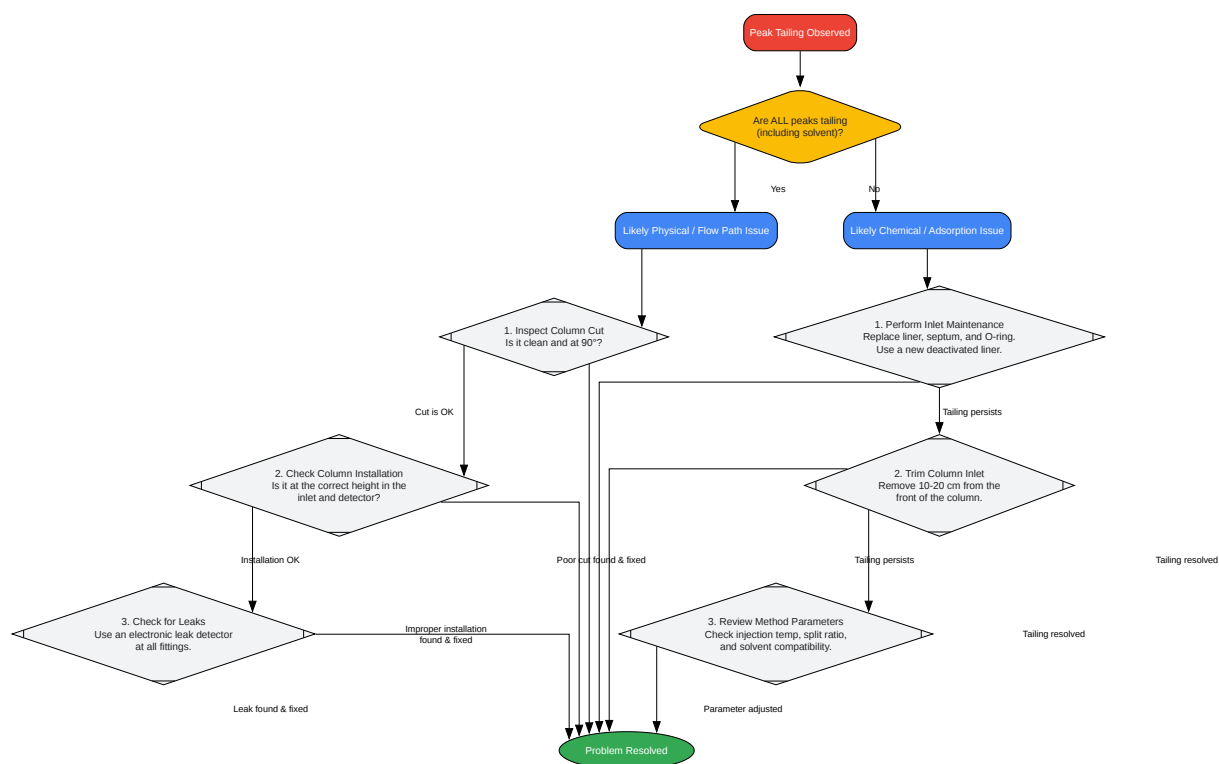 Peak Tailing Observed
Are ALL peaks tailing
(including solvent)?
Yes
No
Likely Physical / Flow Path Issue
Likely Chemical / Adsorption Issue
1. Inspect Column Cut
Is it clean and at 90°?
1. Perform Inlet Maintenance
Replace liner, septum, and O-ring.
Use a new deactivated liner.
Cut is OK
Tailing persists
2. Check Column Installation
Is it at the correct height in the
inlet and detector?
2. Trim Column Inlet
Remove 10-20 cm from the
front of the column.
Installation OK
Poor cut found & fixed
Tailing persists
Tailing resolved
3. Check for Leaks
Use an electronic leak detector
at all fittings.
Improper installation
found & fixed
3. Review Method Parameters
Check injection temp, split ratio,
and solvent compatibility.
Tailing resolved
Leak found & fixed
Parameter adjusted
Problem Resolved